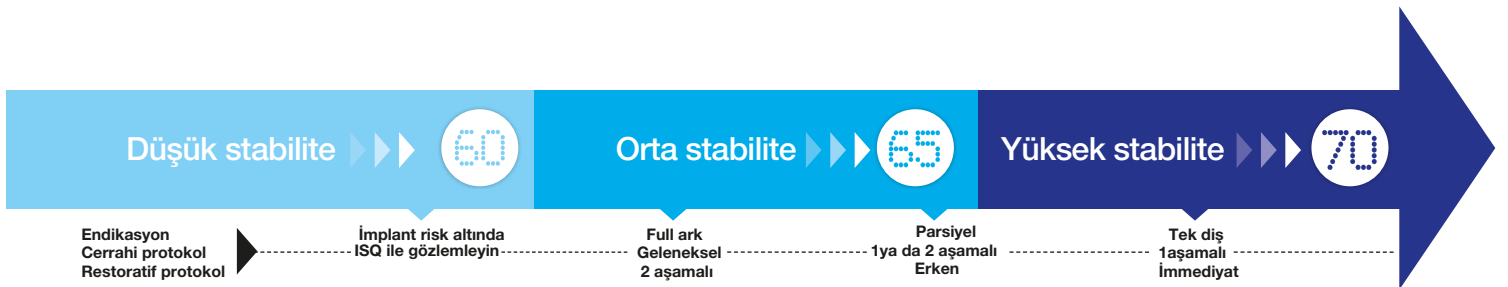 Düşük stabilite
60
Orta stabilite
65
Yüksek stabilite
70
Endikasyon
Cerrahi protokol
Restoratif protokol
İmplant risk altında
ISQ ile gözlemleyin
Full ark
Geleneksel
2 aşamalı
Parsiyel
1ya da 2 aşamalı
Erken
Tek diş
1aşamalı
İmmediyat